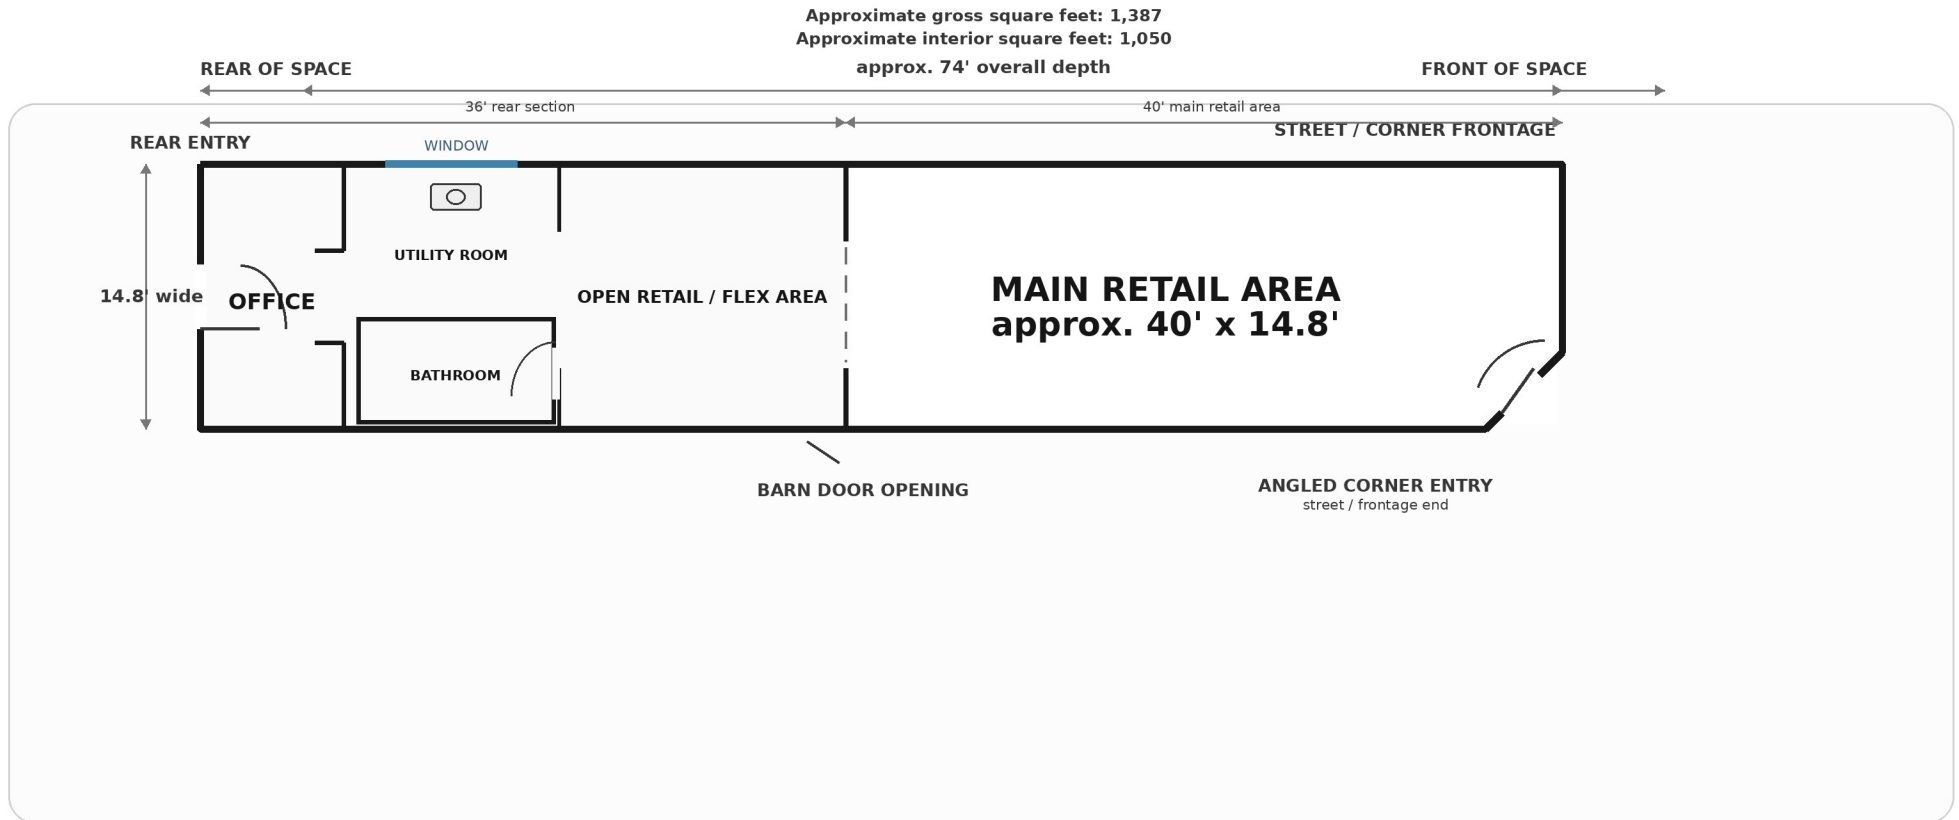 Approximate gross square feet: 1,387
Approximate interior square feet: 1,050
REAR OF SPACE
approx. 74' overall depth
FRONT OF SPACE
36' rear section
40' main retail area
STREET / CORNER FRONTAGE
REAR ENTRY
WINDOW
UTILITY ROOM
14.8' wide
OFFICE
OPEN RETAIL / FLEX AREA
MAIN RETAIL AREA
approx. 40' x 14.8'
BATHROOM
BARN DOOR OPENING
ANGLED CORNER ENTRY
street / frontage end